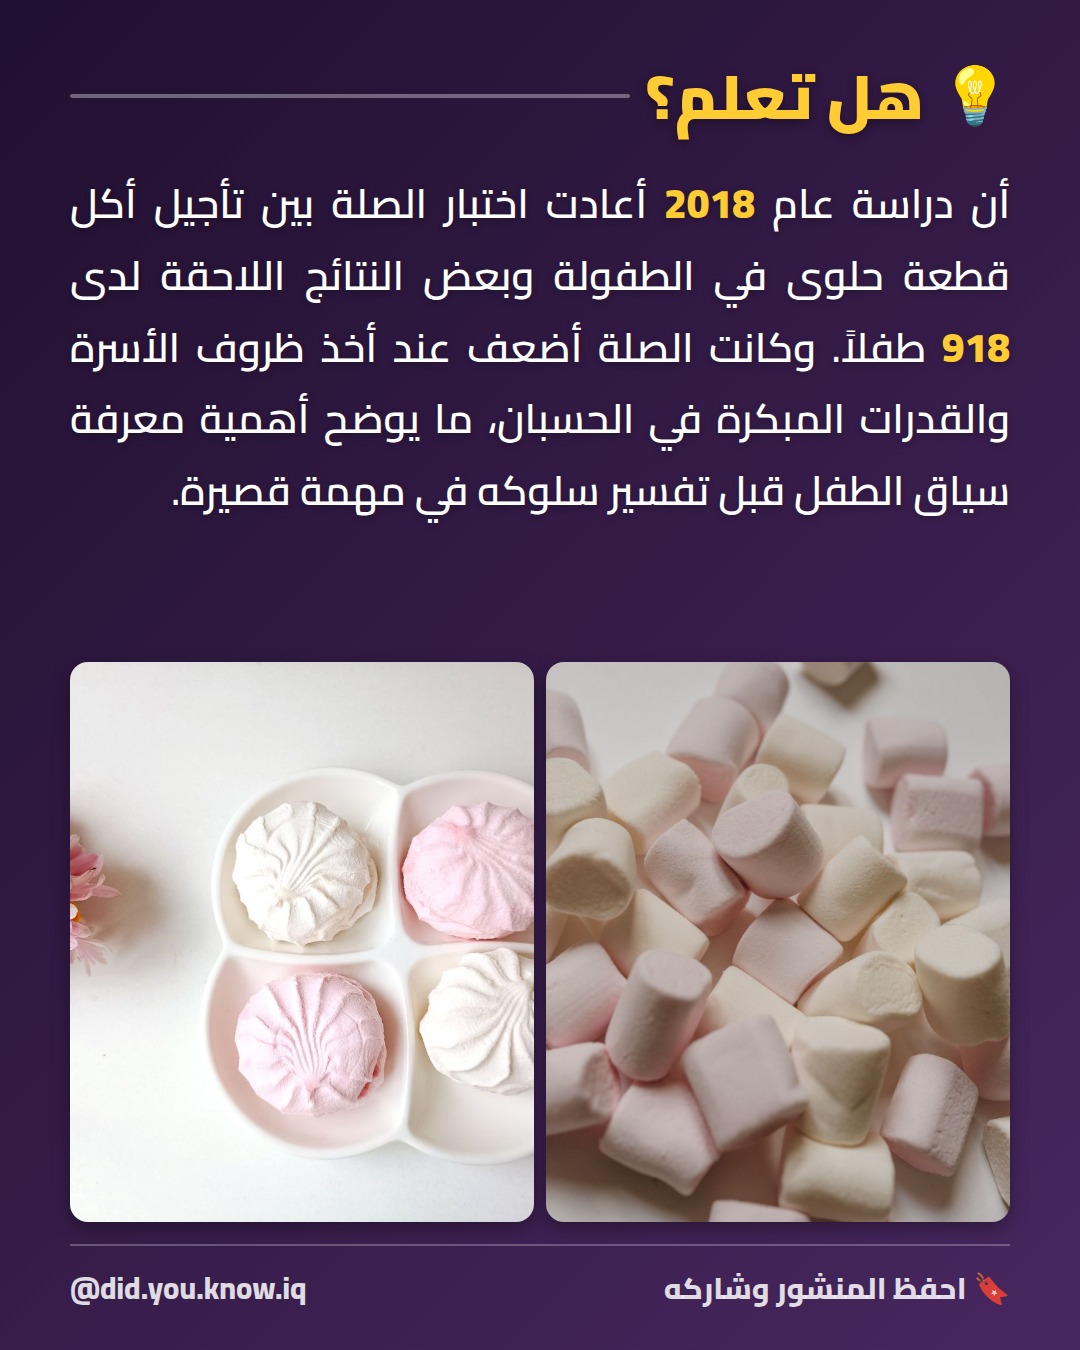 هل تعلم؟
أن دراسة عام 2018 أعادت اختبار الصلة بين تأجيل أكل
قطعة حلوى في الطفولة وبعض النتائج اللاحقة لدى
918 طفلاً. وكانت الصلة أضعف عند أخذ ظروف الأسرة
والقدرات المبكرة في الحسبان، ما يوضح أهمية معرفة
سياق الطفل قبل تفسير سلوكه في مهمة قصيرة.
احفظ المنشور وشاركه
@did.you.know.iq